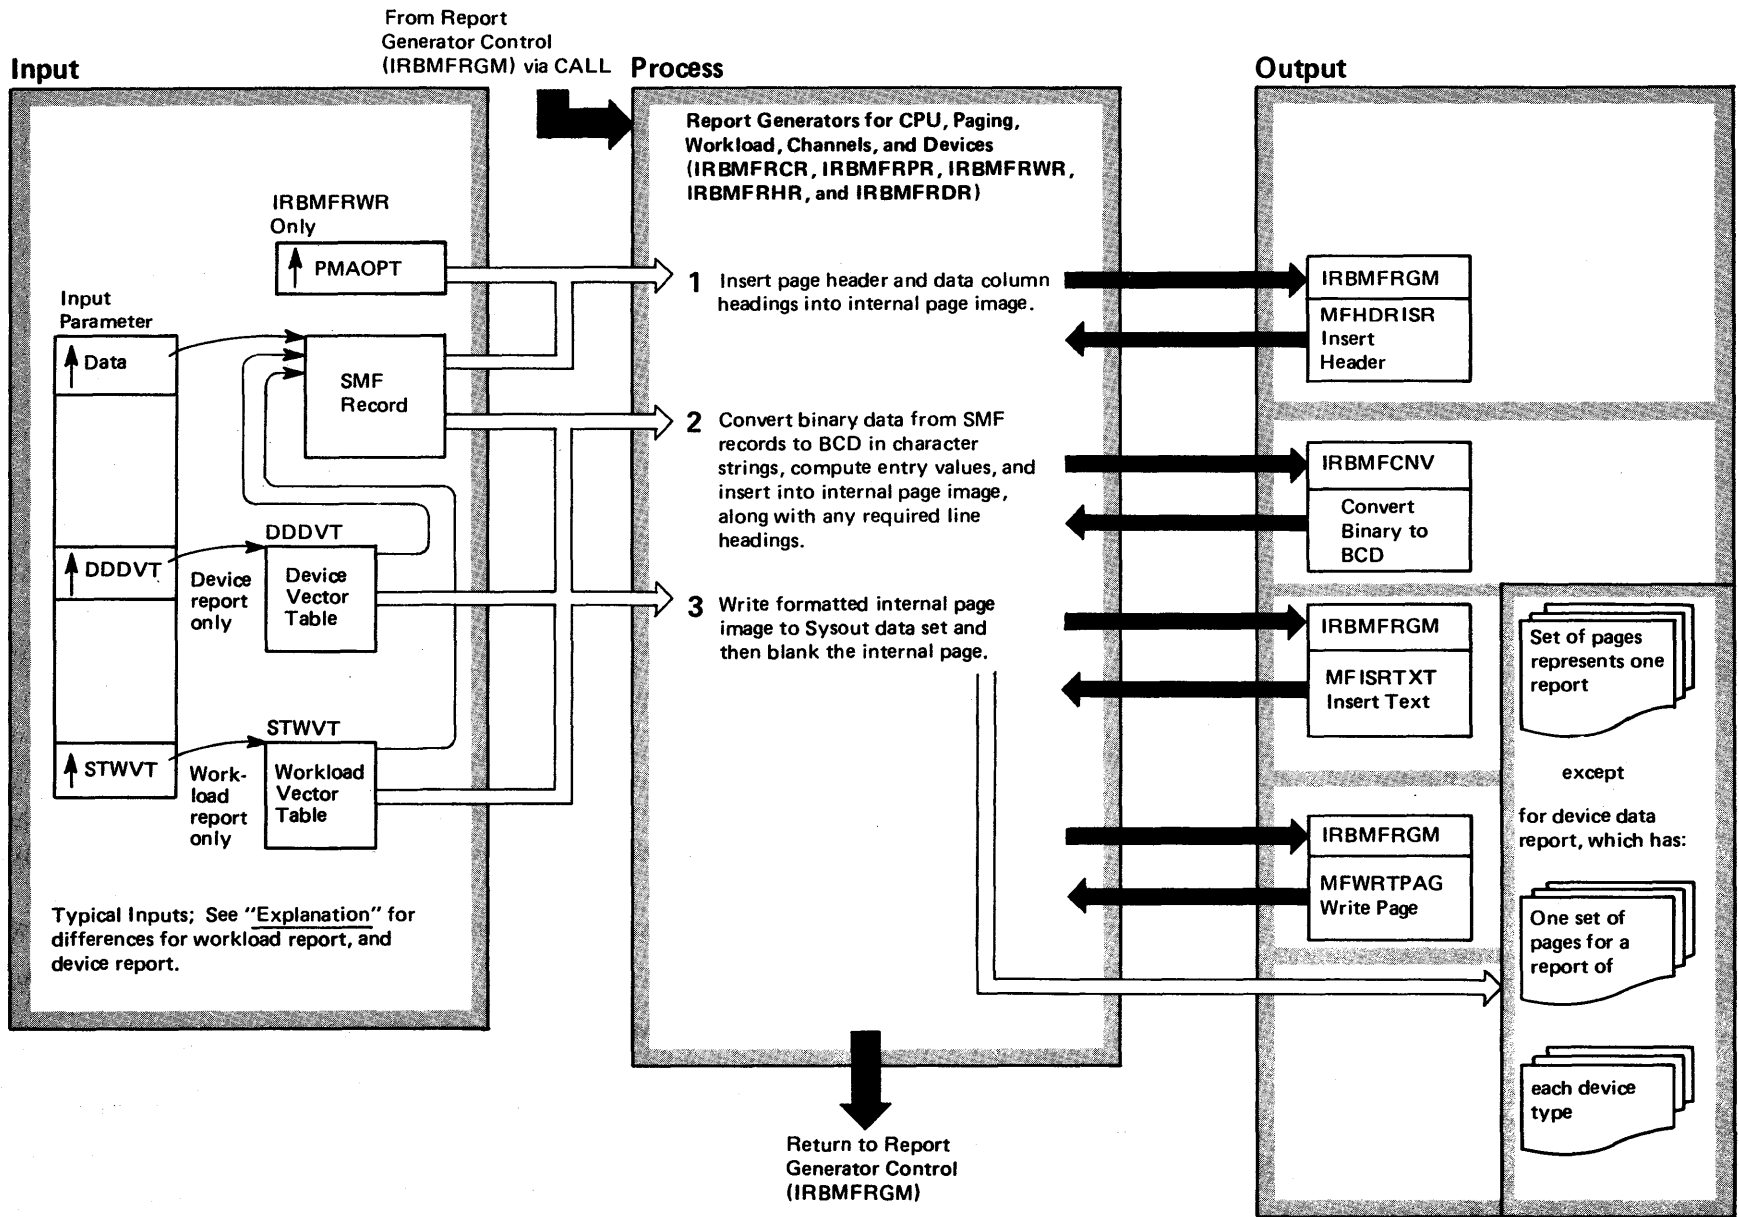 From Report
Generator Control
(IRBMFRGM) via CALL
Input
Process
Output
Report Generators for CPU, Paging,
Workload, Channels, and Devices
(IRBMFRCR, IRBMFRPR, IRBMFRWR,
IRBMFRHR, and IRBMFRDR)
IRBMFRWR
Only
PMAOPT
Input
Parameter
Data
SMF
Record
DDDVT
DDDVT
Device
report
only
Device
Vector
Table
STWVT
STWVT
Work-
load
report
only
Workload
Vector
Table
Typical Inputs; See "Explanation" for
differences for workload report, and
device report.
1 Insert page header and data column
headings into internal page image.
2 Convert binary data from SMF
records to BCD in character
strings, compute entry values, and
insert into internal page image,
along with any required line
headings.
3 Write formatted internal page
image to Sysout data set and
then blank the internal page.
Return to Report
Generator Control
(IRBMFRGM)
IRBMFRGM
MFHDRISR
Insert
Header
IRBMFCNV
Convert
Binary to
BCD
IRBMFRGM
MFISRTXT
Insert Text
IRBMFRGM
MFWRTPAG
Write Page
Set of pages
represents one
report
except
for device data
report, which has:
One set of
pages for a
report of
each device
type